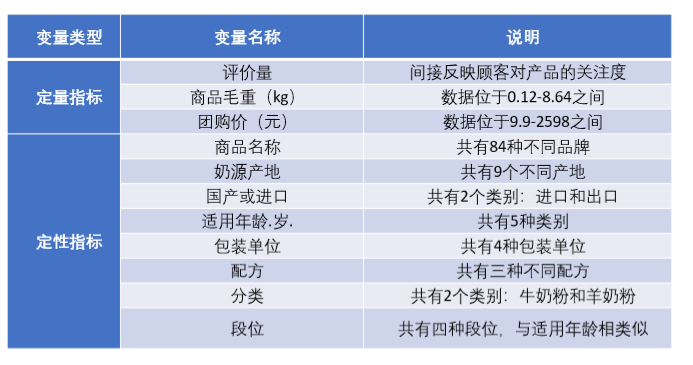 变量类型 变量名称 说明
定量指标
评价量 间接反映顾客对产品的关注度
商品毛重（kg） 数据位于0.12-8.64之间
团购价（元） 数据位于9.9-2598之间
定性指标
商品名称 共有84种不同品牌
奶源产地 共有9个不同产地
国产或进口 共有2个类别：进口和出口
适用年龄.岁. 共有5种类别
包装单位 共有4种包装单位
配方 共有三种不同配方
分类 共有2个类别：牛奶粉和羊奶粉
段位 共有四种段位，与适用年龄相类似